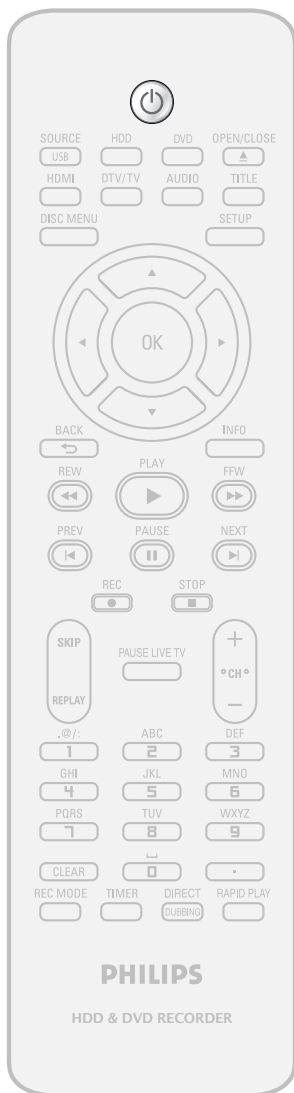 SOURCE HDD DVD OPEN/CLOSE
USB
HDMI DTV/TV AUDIO TITLE
DISC MENU SETUP
OK
BACK INFO
REW PLAY FFW
PREV PAUSE NEXT
REC STOP
SKIP PAUSE LIVE TV +
CH
REPLAY –
.@/: ABC DEF
1 2 3
GHI JKL MNO
4 5 6
PQRS TUV WXYZ
7 8 9
CLEAR 0 .
REC MODE TIMER DIRECT RAPID PLAY
DUBBING
PHILIPS
HDD & DVD RECORDER